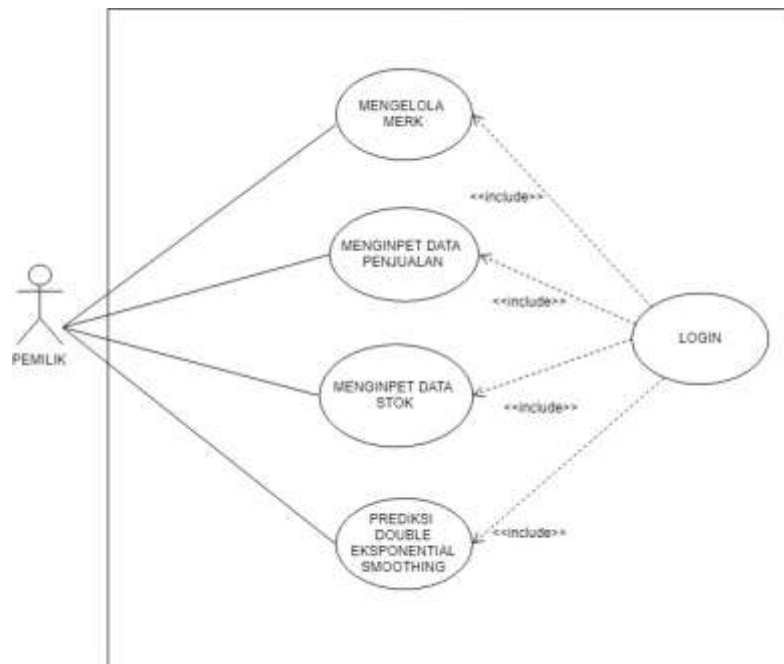 MENGELOLA
MERK
<<include>>
MENGINPET DATA
PENJUALAN
<<include>>
PEMILIK
LOGIN
MENGINPET DATA
STOK
<<include>>
PREDIKSI
DOUBLE
EKSPONENTIAL
SMOOTHING
<<include>>